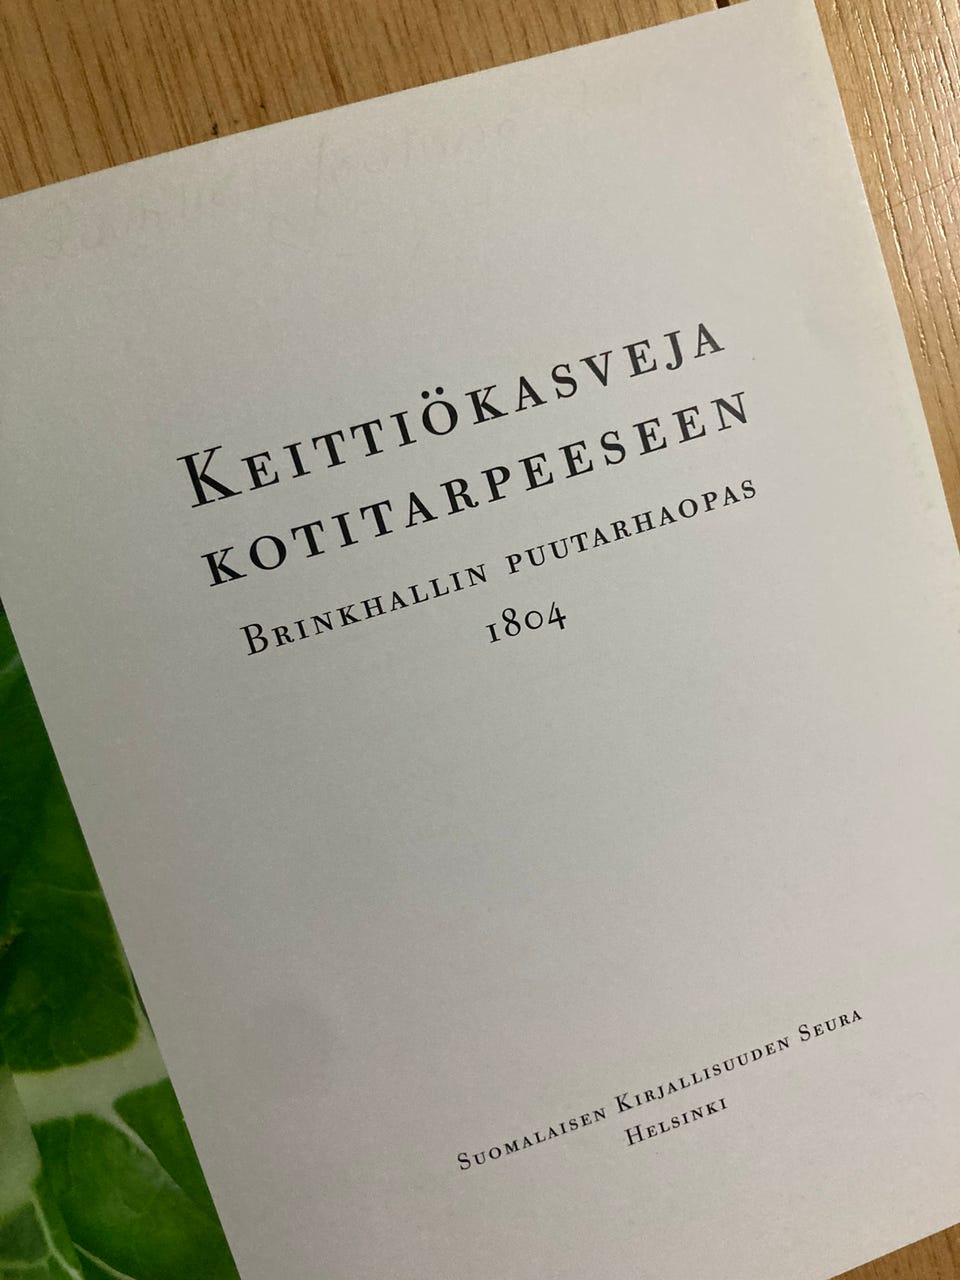 Keittiökasveja
kotitarpeeseen
Brinkhallin puutarhaopas
1804
Suomalaisen Kirjallisuuden Seura
Helsinki